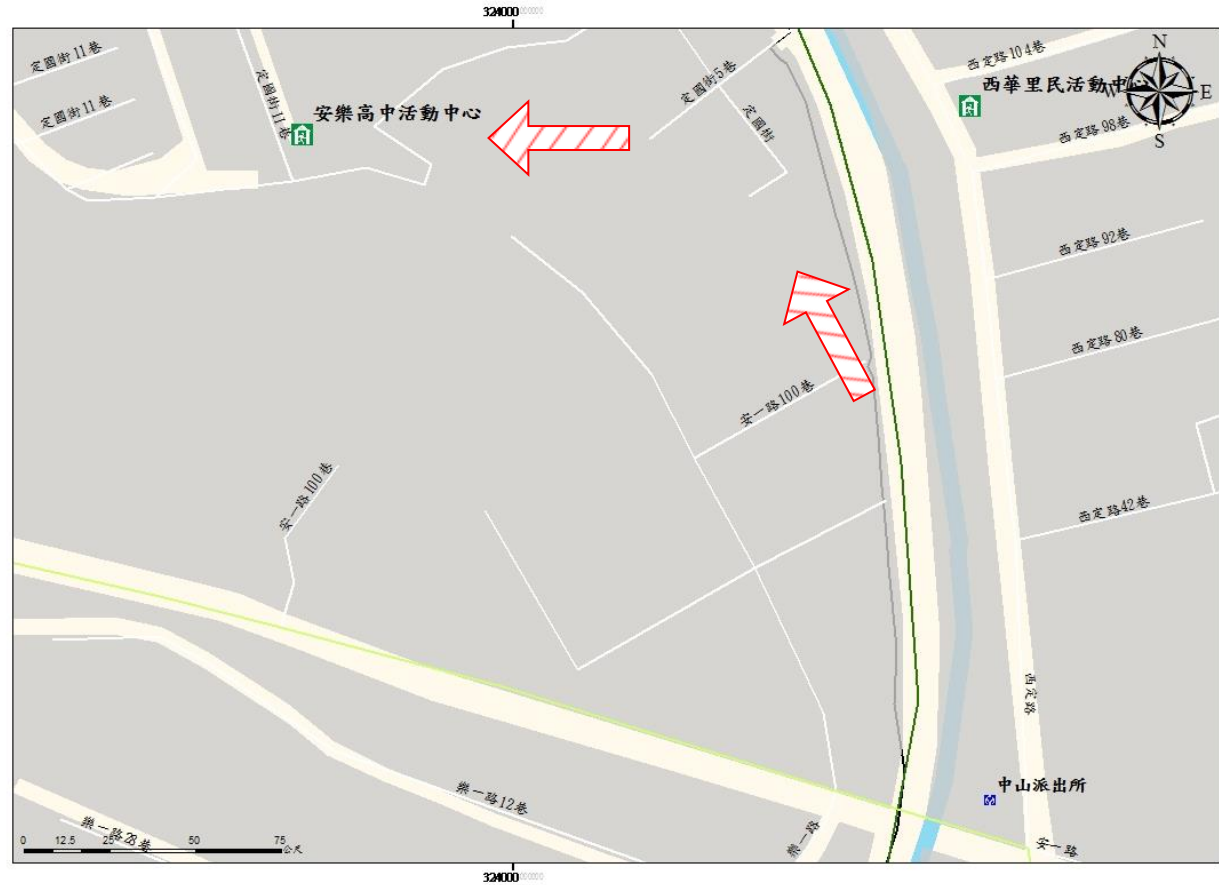 324000
定國街11巷
定國街11巷
定國街11巷
安樂高中活動中心
定國街5巷
定國街
西定路104巷
西華里民活動中心
N
W
E
S
西定路98巷
西定路92巷
西定路80巷
安一路100巷
安一路100巷
西定路42巷
西定路
中山派出所
樂一路12巷
樂一路28巷
樂一路
安一路
0 12.5 25 50 75
公尺
324000